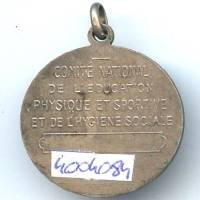 COMITE NATIONAL
DE L'EDUCATION
PHYSIQUE ET SPORTIVE
ET DE L'HYGIENE SOCIALE
4004084